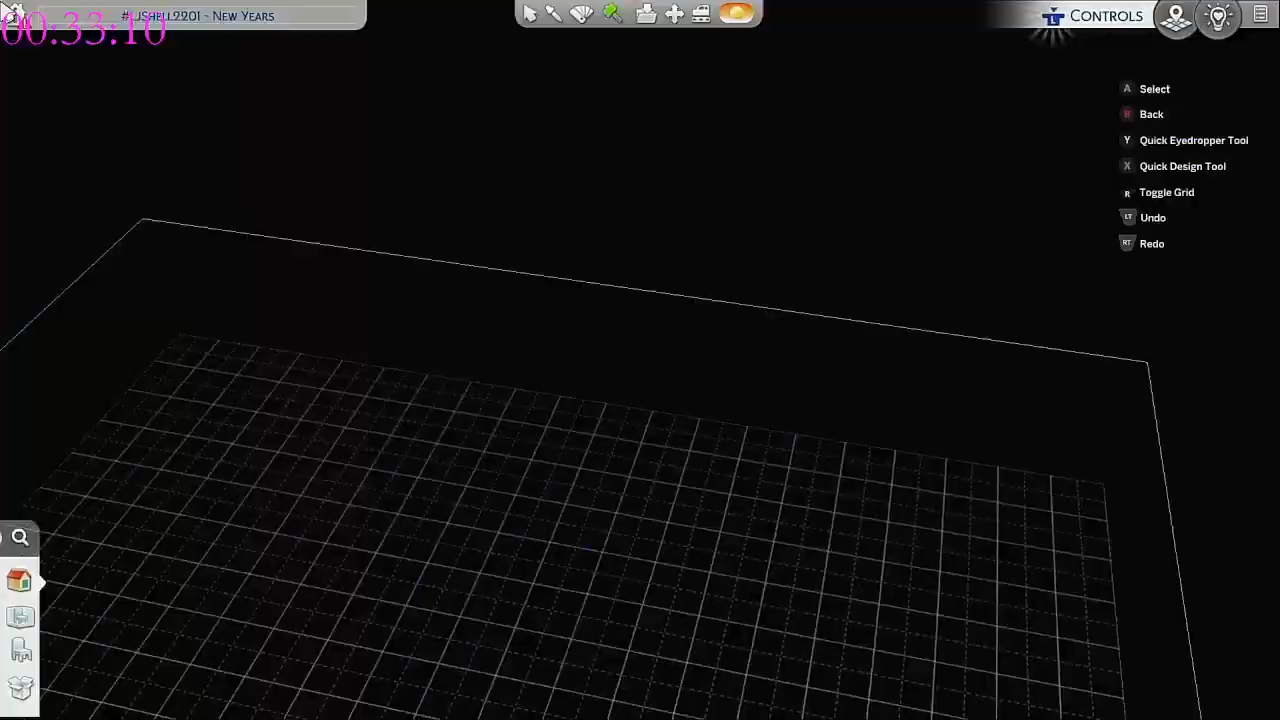 00:33:10
#JSHELL2201 - NEW YEARS
CONTROLS
A Select
B Back
Y Quick Eyedropper Tool
X Quick Design Tool
R Toggle Grid
LT Undo
RT Redo